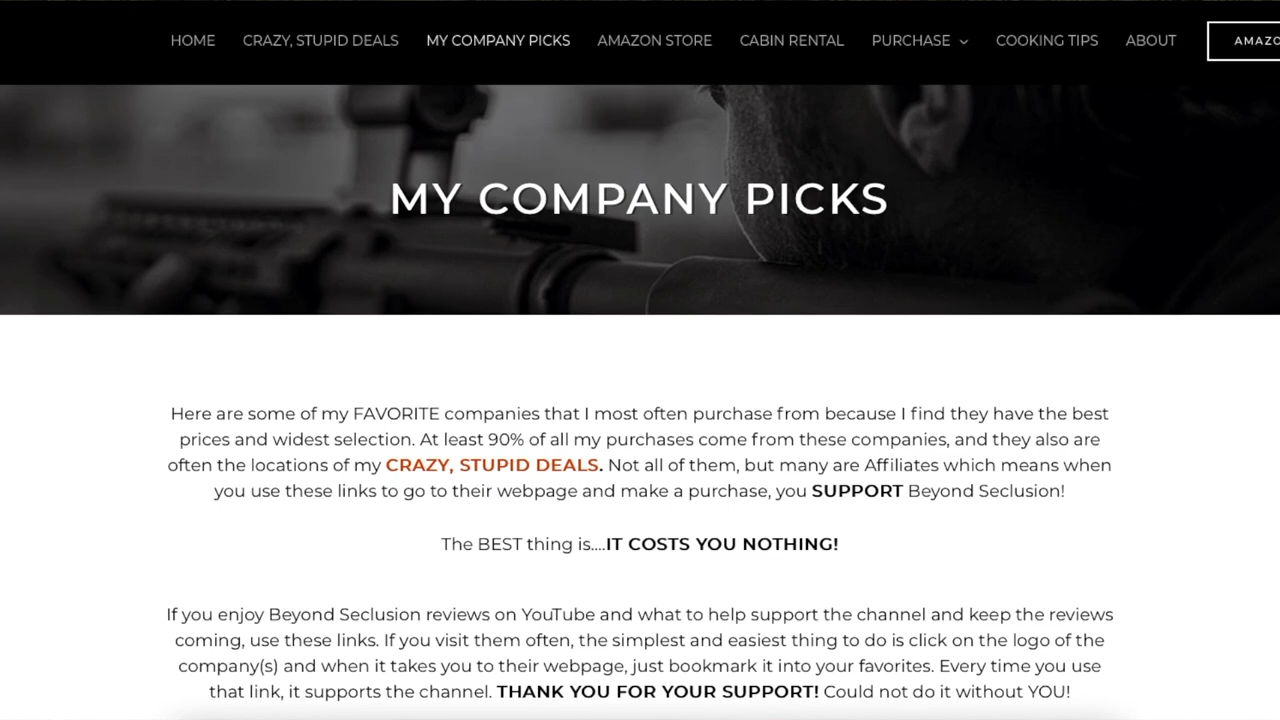 HOME CRAZY, STUPID DEALS MY COMPANY PICKS AMAZON STORE CABIN RENTAL PURCHASE COOKING TIPS ABOUT
MY COMPANY PICKS
Here are some of my FAVORITE companies that I most often purchase from because I find they have the best
prices and widest selection. At least 90% of all my purchases come from these companies, and they also are
often the locations of my CRAZY, STUPID DEALS. Not all of them, but many are Affiliates which means when
you use these links to go to their webpage and make a purchase, you SUPPORT Beyond Seclusion!
The BEST thing is....IT COSTS YOU NOTHING!
If you enjoy Beyond Seclusion reviews on YouTube and what to help support the channel and keep the reviews
coming, use these links. If you visit them often, the simplest and easiest thing to do is click on the logo of the
company(s) and when it takes you to their webpage, just bookmark it into your favorites. Every time you use
that link, it supports the channel. THANK YOU FOR YOUR SUPPORT! Could not do it without YOU!